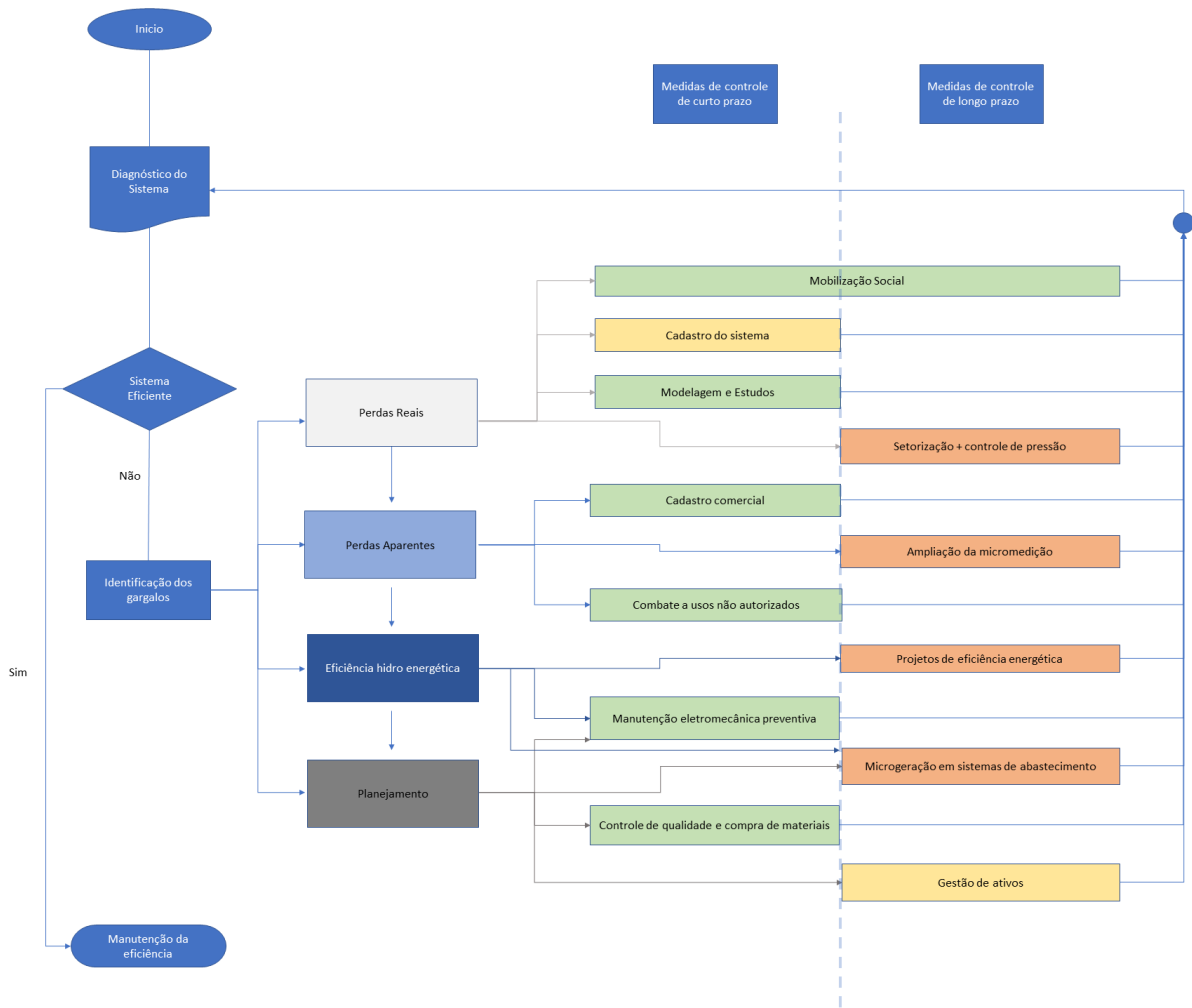 Inicio
Medidas de controle
de curto prazo
Medidas de controle
de longo prazo
Diagnóstico do
Sistema
Mobilização Social
Cadastro do sistema
Sistema
Eficiente
Modelagem e Estudos
Perdas Reais
Setorização + controle de pressão
Não
Cadastro comercial
Perdas Aparentes
Ampliação da micromedição
Identificação dos
gargalos
Combate a usos não autorizados
Eficiência hidro energética
Projetos de eficiência energética
Sim
Manutenção eletromecânica preventiva
Microgeração em sistemas de abastecimento
Planejamento
Controle de qualidade e compra de materiais
Gestão de ativos
Manutenção da
eficiência